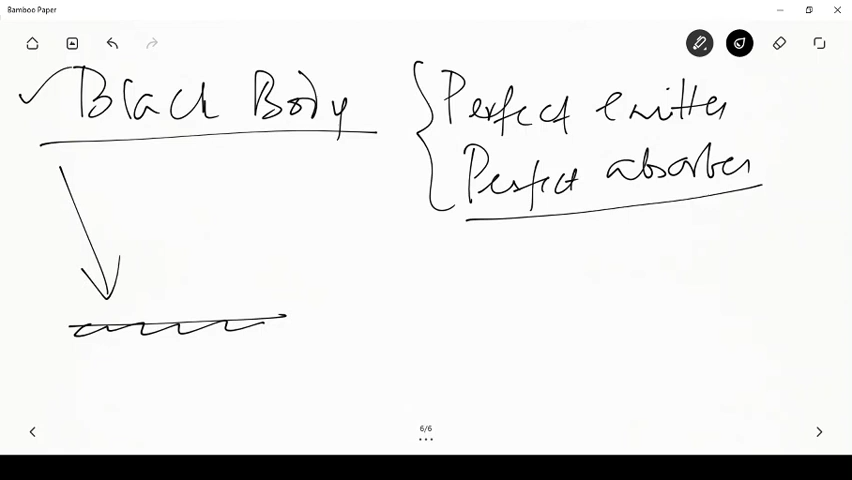 Bamboo Paper
Black Body
Perfect emitter
Perfect absorber
6/6